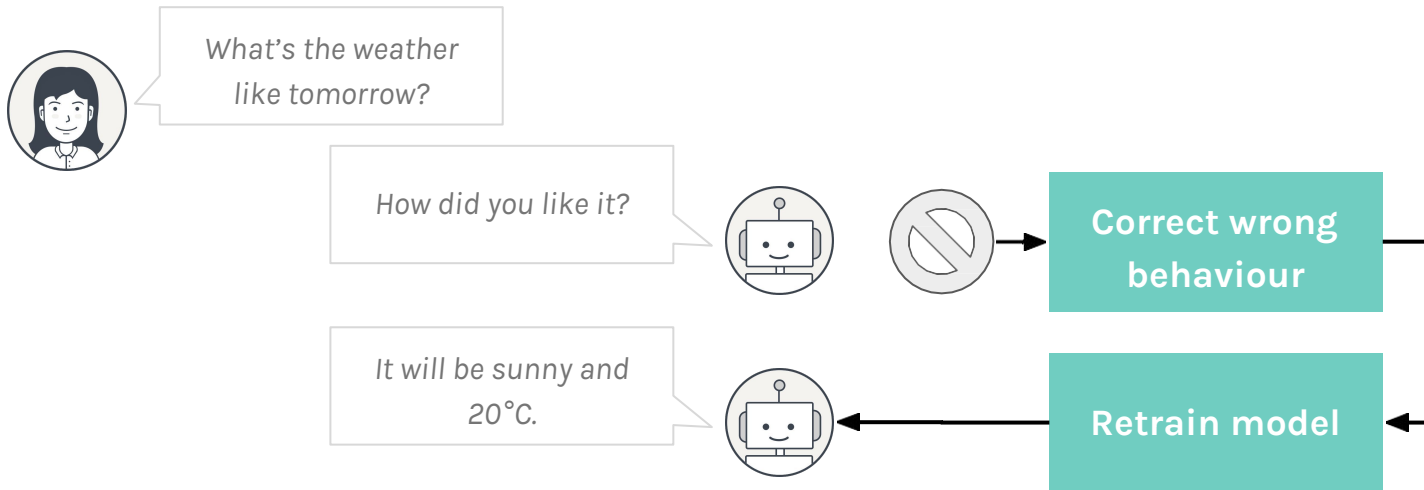 What's the weather
like tomorrow?
How did you like it?
Correct wrong
behaviour
It will be sunny and
20°C.
Retrain model